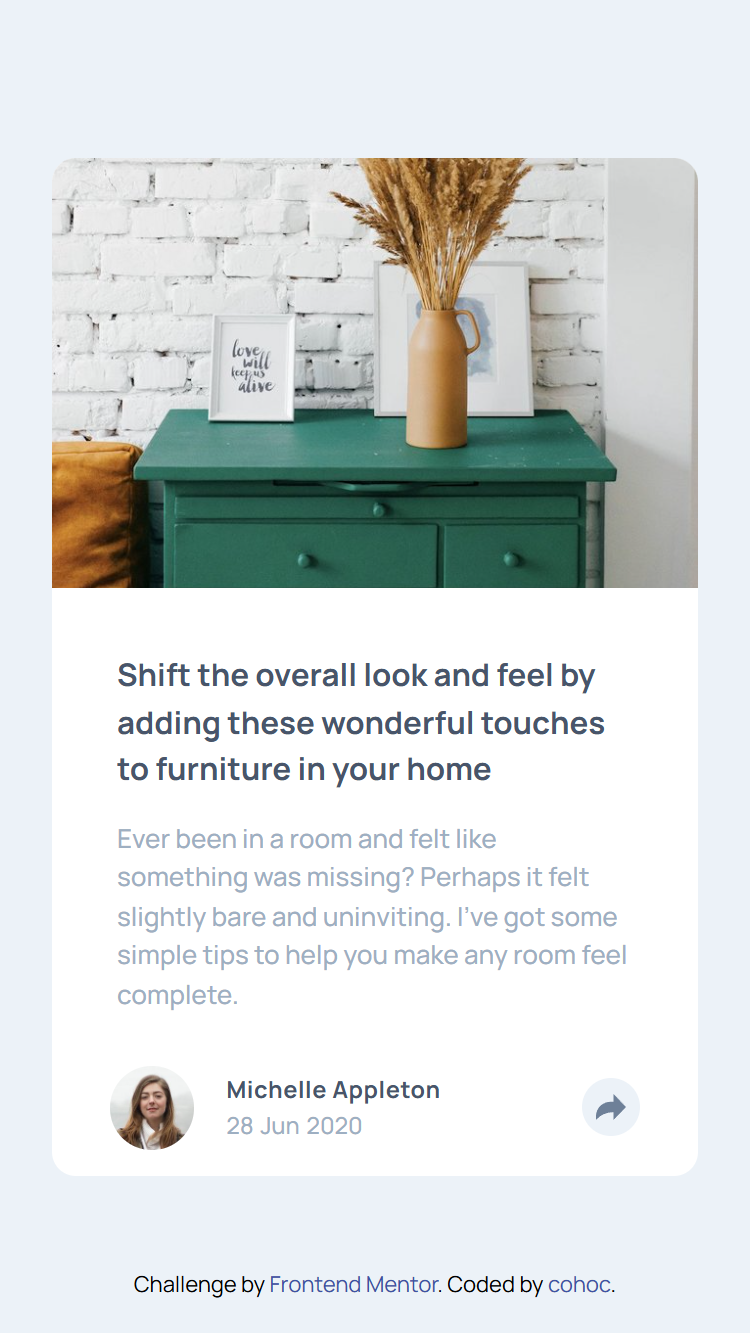 love
will
keep us
alive
Shift the overall look and feel by
adding these wonderful touches
to furniture in your home
Ever been in a room and felt like
something was missing? Perhaps it felt
slightly bare and uninviting. I’ve got some
simple tips to help you make any room feel
complete.
Michelle Appleton
28 Jun 2020
Challenge by Frontend Mentor. Coded by cohoc.